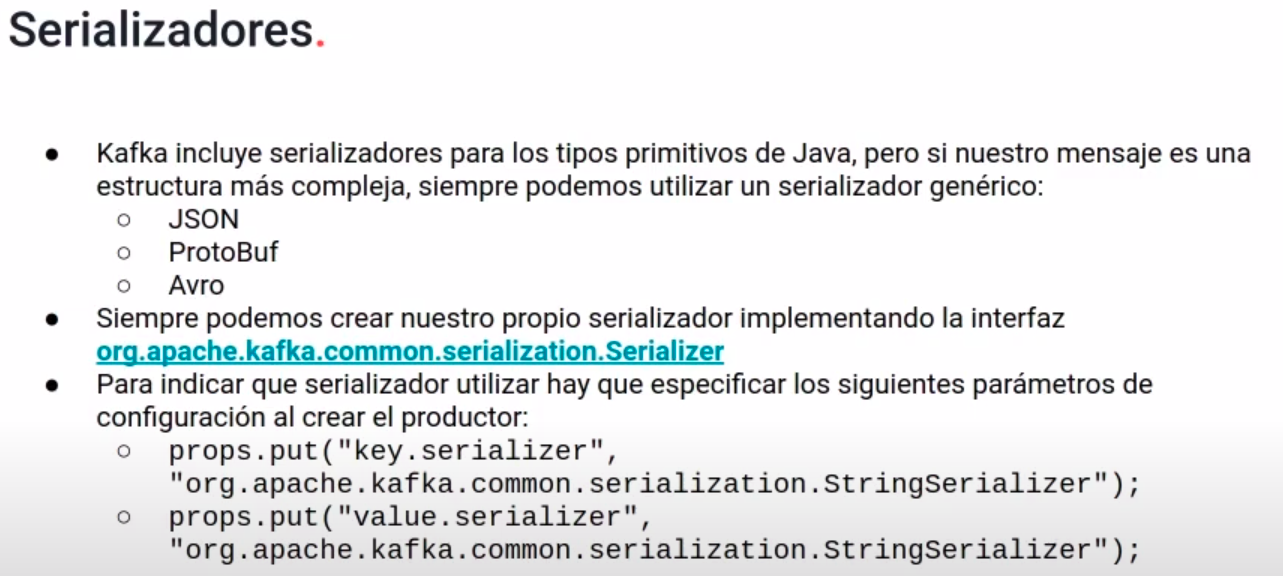 Serializadores.
● Kafka incluye serializadores para los tipos primitivos de Java, pero si nuestro mensaje es una
estructura más compleja, siempre podemos utilizar un serializador genérico:
○ JSON
○ ProtoBuf
○ Avro
● Siempre podemos crear nuestro propio serializador implementando la interfaz
org.apache.kafka.common.serialization.Serializer
● Para indicar que serializador utilizar hay que especificar los siguientes parámetros de
configuración al crear el productor:
○ props.put("key.serializer",
"org.apache.kafka.common.serialization.StringSerializer");
○ props.put("value.serializer",
"org.apache.kafka.common.serialization.StringSerializer");